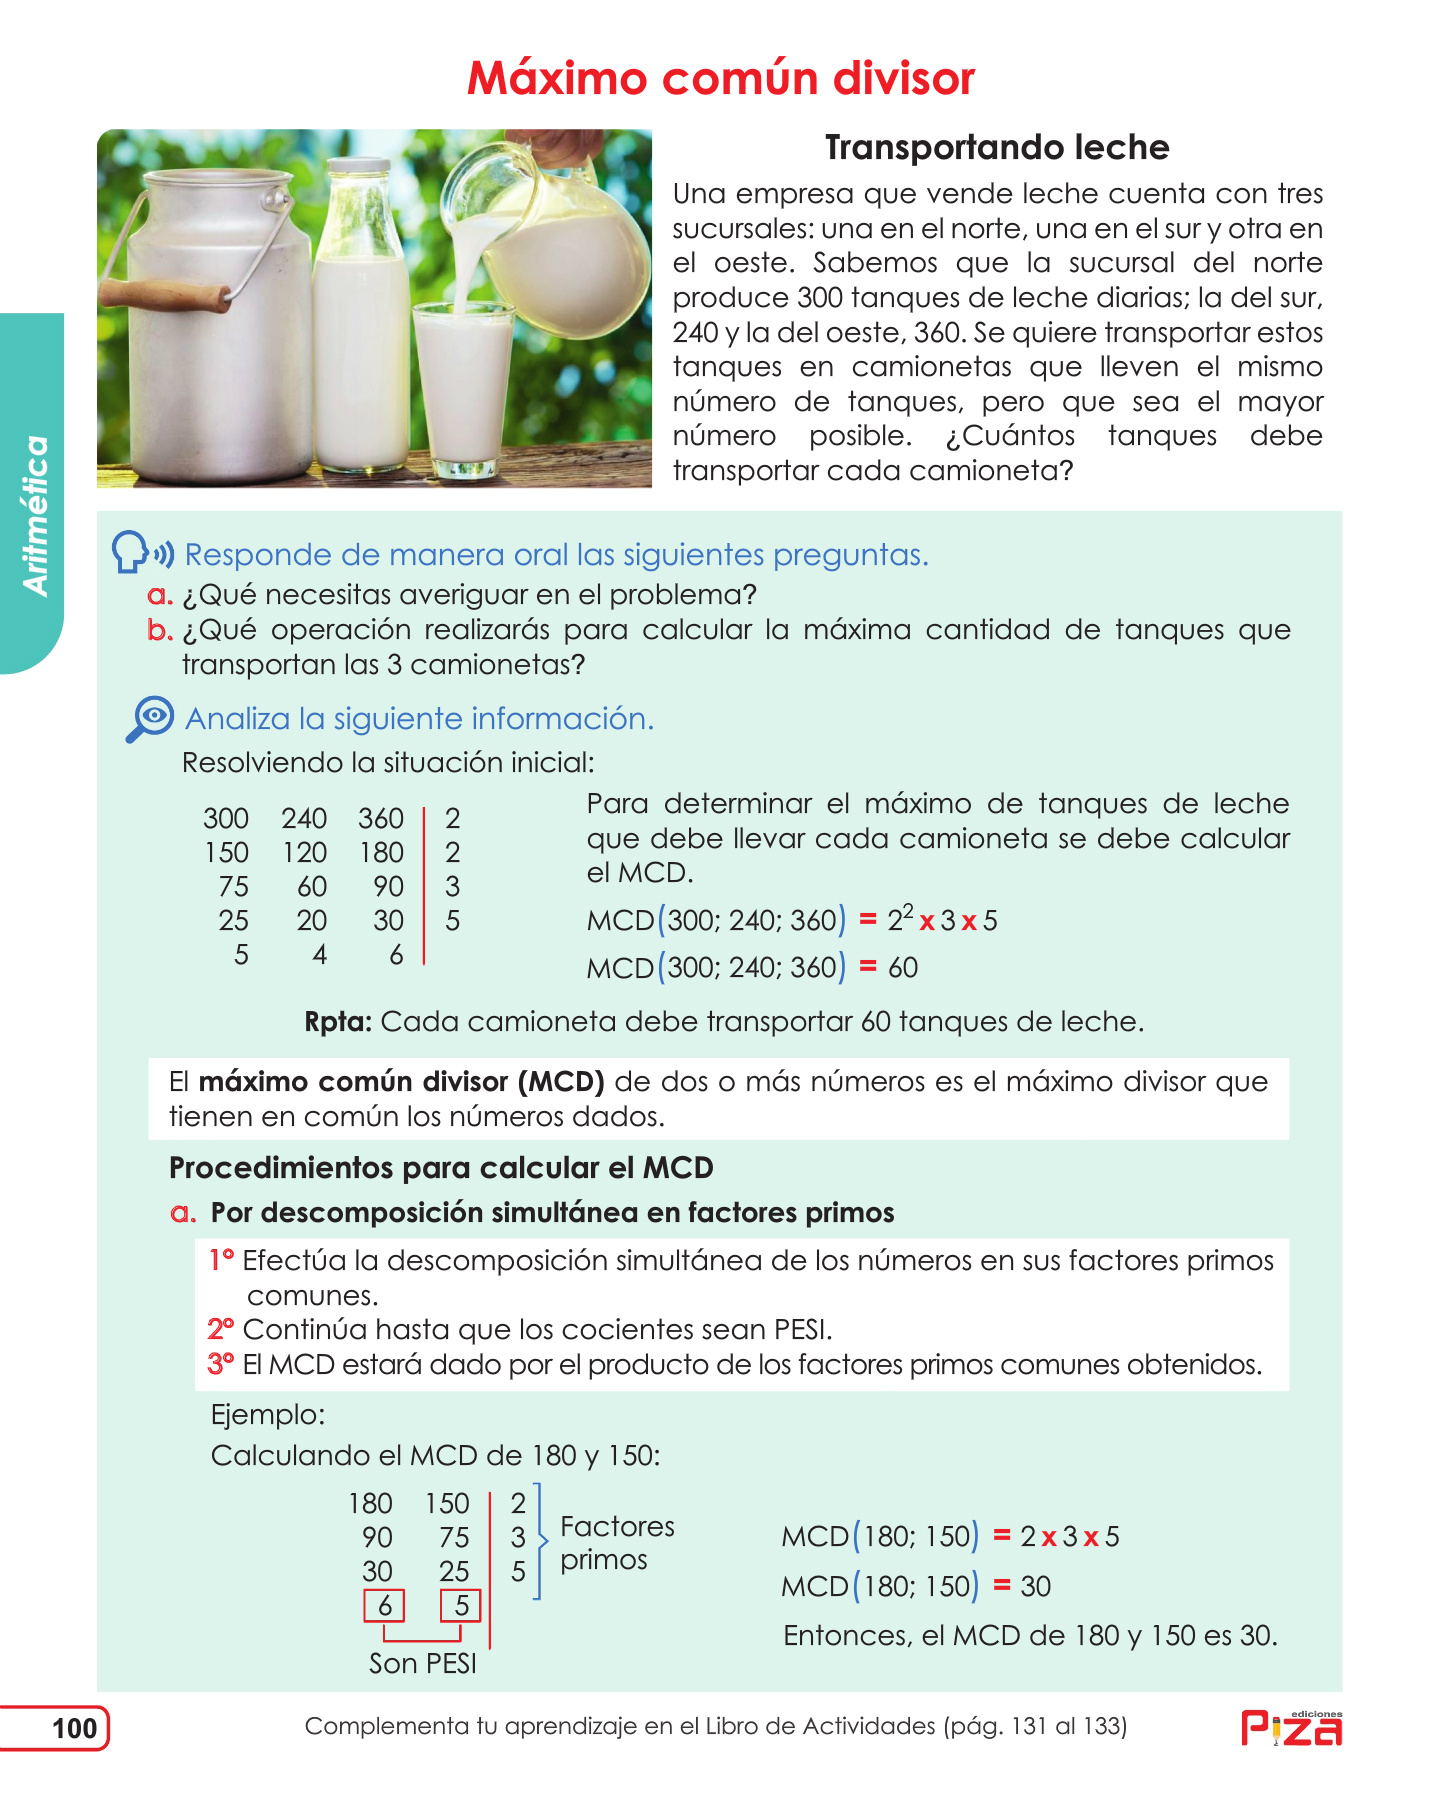 Máximo común divisor
Transportando leche
Una empresa que vende leche cuenta con tres
sucursales: una en el norte, una en el sur y otra en
el oeste. Sabemos que la sucursal del norte
produce 300 tanques de leche diarias; la del sur,
240 y la del oeste, 360. Se quiere transportar estos
tanques en camionetas que lleven el mismo
número de tanques, pero que sea el mayor
número posible. ¿Cuántos tanques debe
transportar cada camioneta?
Aritmética
Responde de manera oral las siguientes preguntas.
a. ¿Qué necesitas averiguar en el problema?
b. ¿Qué operación realizarás para calcular la máxima cantidad de tanques que
transportan las 3 camionetas?
Analiza la siguiente información.
Resolviendo la situación inicial:
300 240 360 | 2
150 120 180 | 2
75 60 90 | 3
25 20 30 | 5
5 4 6 |
Para determinar el máximo de tanques de leche
que debe llevar cada camioneta se debe calcular
el MCD.
MCD(300; 240; 360) = 2² x 3 x 5
MCD(300; 240; 360) = 60
Rpta: Cada camioneta debe transportar 60 tanques de leche.
El máximo común divisor (MCD) de dos o más números es el máximo divisor que
tienen en común los números dados.
Procedimientos para calcular el MCD
a. Por descomposición simultánea en factores primos
1° Efectúa la descomposición simultánea de los números en sus factores primos
comunes.
2° Continúa hasta que los cocientes sean PESI.
3° El MCD estará dado por el producto de los factores primos comunes obtenidos.
Ejemplo:
Calculando el MCD de 180 y 150:
180 150 | 2
90 75 | 3
30 25 | 5
6 5 |
Son PESI
Factores
primos
MCD(180; 150) = 2 x 3 x 5
MCD(180; 150) = 30
Entonces, el MCD de 180 y 150 es 30.
100
Complementa tu aprendizaje en el Libro de Actividades (pág. 131 al 133)
ediciones
Piza